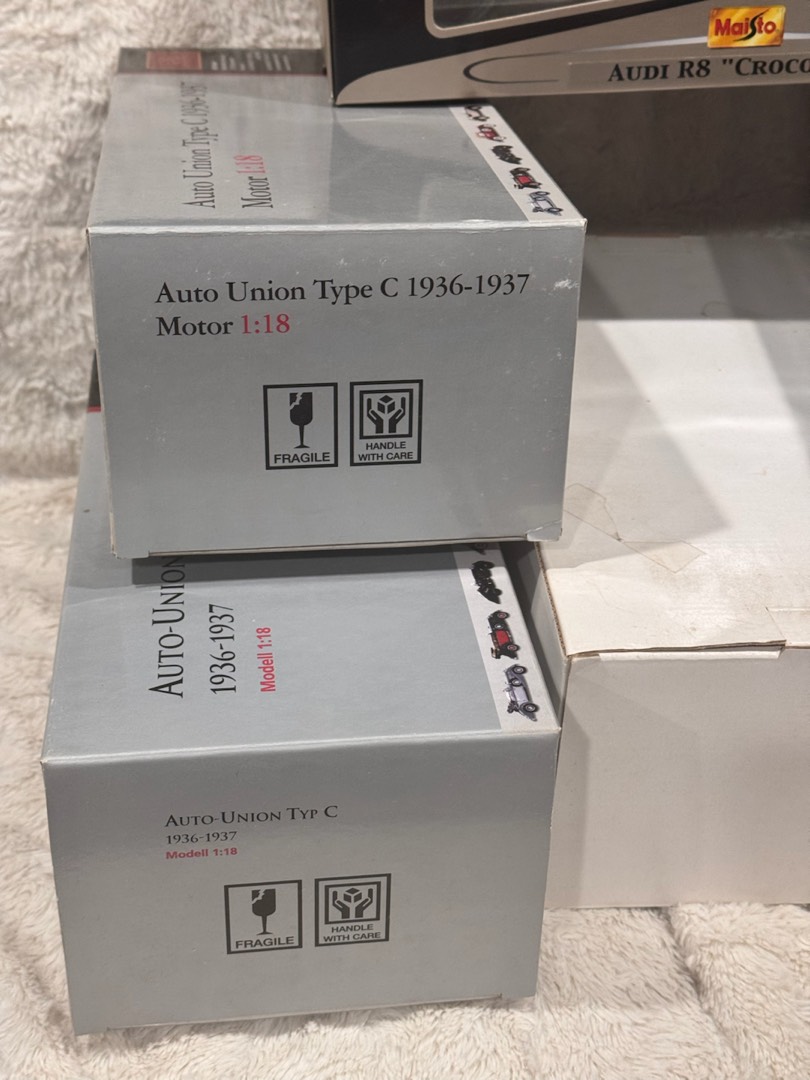 Maisto
AUDI R8 "CROCO
Auto Union Type C 1936-1937
Motor 1:18
Auto Union Type C 1936-1937
Motor 1:18
FRAGILE
HANDLE
WITH CARE
AUTO-UNION
1936-1937
Modell 1:18
AUTO-UNION TYP C
1936-1937
Modell 1:18
FRAGILE
HANDLE
WITH CARE